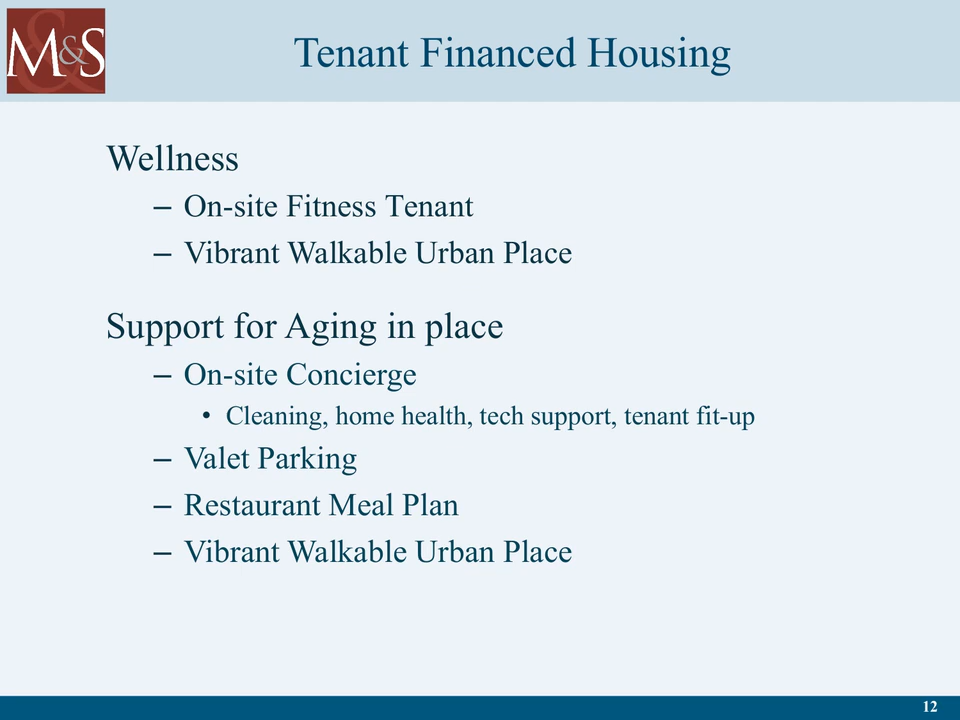 M&S
Tenant Financed Housing
Wellness
– On-site Fitness Tenant
– Vibrant Walkable Urban Place
Support for Aging in place
– On-site Concierge
• Cleaning, home health, tech support, tenant fit-up
– Valet Parking
– Restaurant Meal Plan
– Vibrant Walkable Urban Place
12